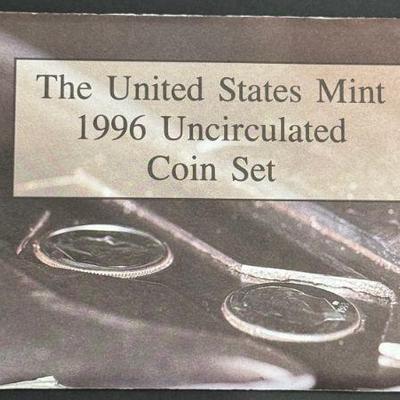 The United States Mint
1996 Uncirculated
Coin Set